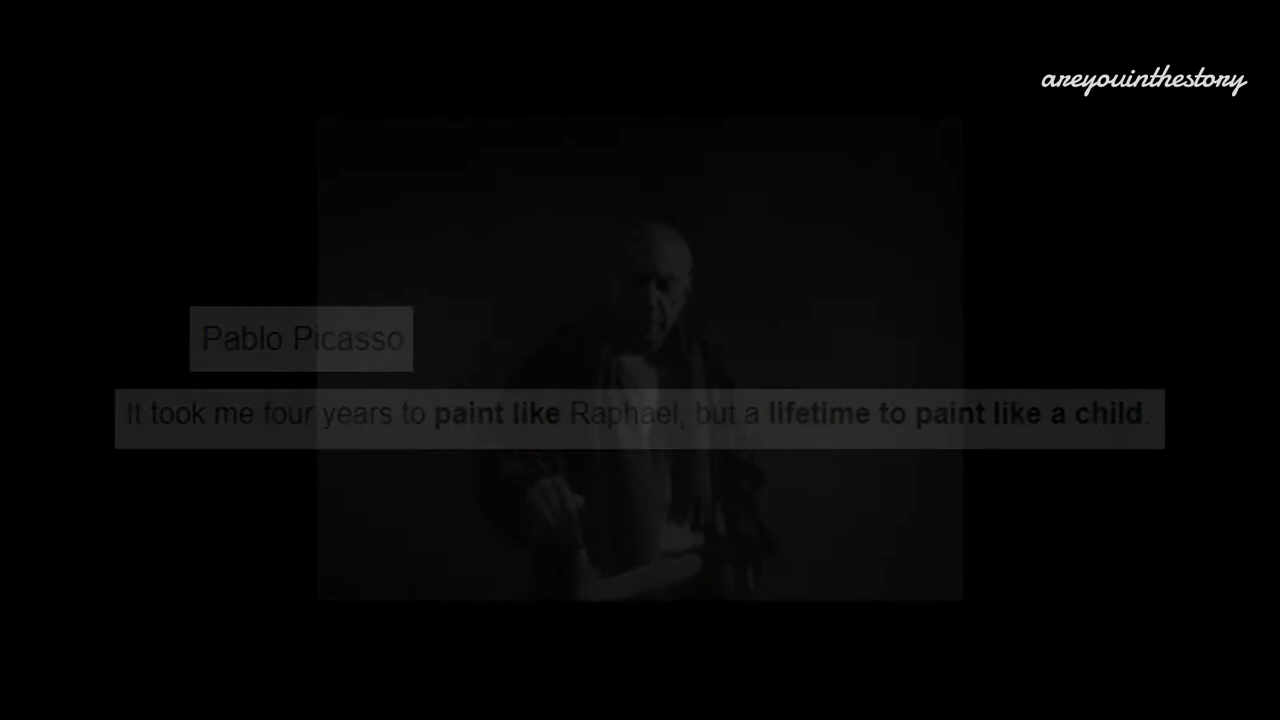 areyouinthestory
Pablo Picasso
It took me four years to paint like Raphael, but a lifetime to paint like a child.